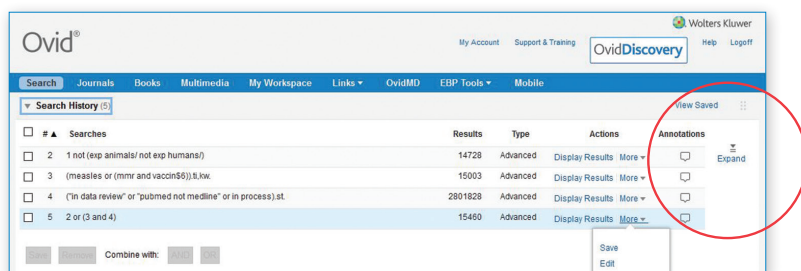 Wolters Kluwer
Ovid®
My Account Support & Training OvidDiscovery Help Logoff
Search Journals Books Multimedia My Workspace Links OvidMD EBP Tools Mobile
Search History (5) View Saved
# ▲ Searches Results Type Actions Annotations
Expand
2 1 not (exp animals/ not exp humans/) 14728 Advanced Display Results More
3 (measles or (mmr and vaccin$6)).ti,kw. 15003 Advanced Display Results More
4 ("in data review" or "pubmed not medline" or in process).st. 2801828 Advanced Display Results More
5 2 or (3 and 4) 15460 Advanced Display Results More
Save Remove Combine with: AND OR
Save
Edit